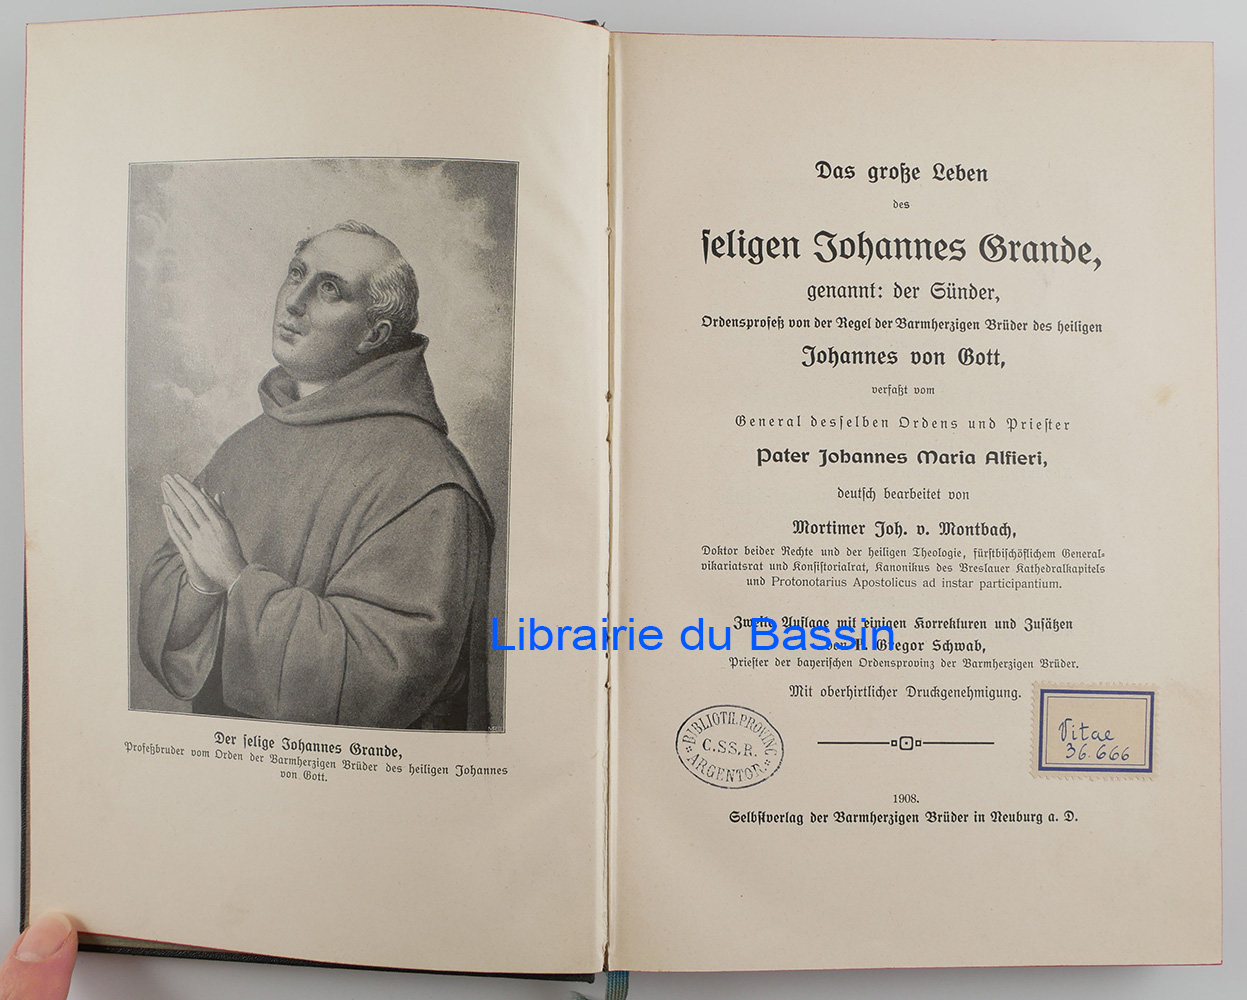 Der selige Johannes Grande,
Profeßbruder vom Orden der Barmherzigen Brüder des heiligen Johannes
von Gott.
Das große Leben
des
seligen Johannes Grande,
genannt: der Sünder,
Ordensprofeß von der Regel der Barmherzigen Brüder des heiligen
Johannes von Gott,
verfaßt vom
General desselben Ordens und Priester
Pater Johannes Maria Alfieri,
deutsch bearbeitet von
Mortimer Joh. v. Montbach,
Doktor beider Rechte und der heiligen Theologie, fürstbischöflichem General-
vikariatsrat und Konsistorialrat, Kanonikus des Breslauer Kathedralkapitels
und Protonotarius Apostolicus ad instar participantium.
Zweite Auflage mit einigen Korrekturen und Zusätzen
von P. Gregor Schwab,
Priester der bayerischen Ordensprovinz der Barmherzigen Brüder.
Mit oberhirtlicher Druckgenehmigung.
BIBLIOTH. PROVINC
C.SS.R.
ARGENTOR.
Vitae
36.666
1908.
Selbstverlag der Barmherzigen Brüder in Neuburg a. D.
Librairie du Bassin